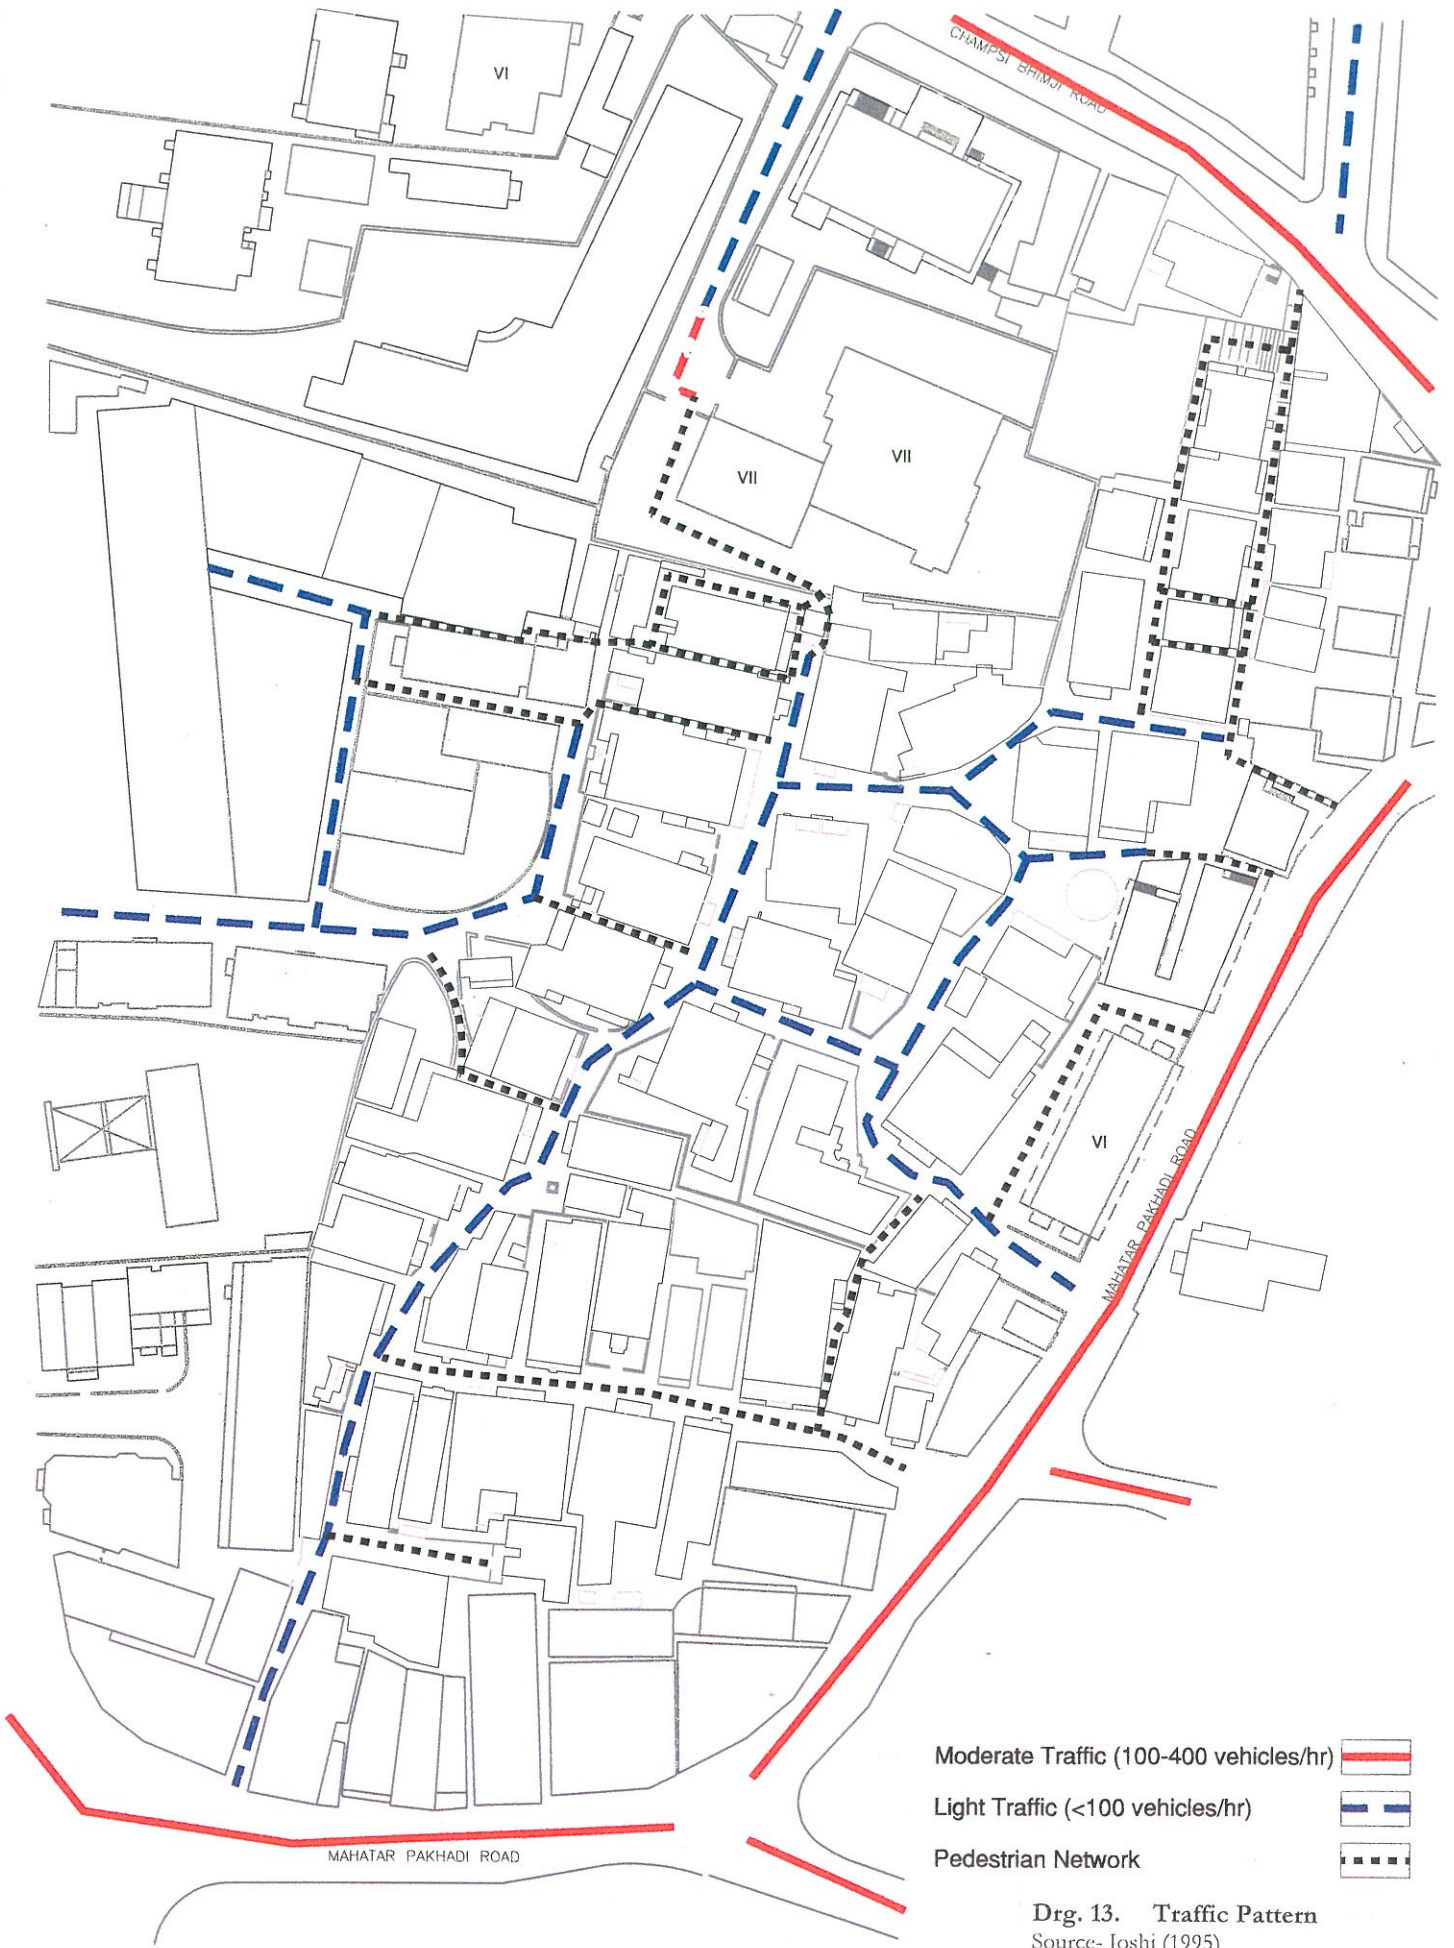 VI
CHAMPSI BHIMJI ROAD
VII
VII
VI
MAHATAR PAKHADI ROAD
Moderate Traffic (100-400 vehicles/hr)
Light Traffic (<100 vehicles/hr)
MAHATAR PAKHADI ROAD
Pedestrian Network
Drg. 13. Traffic Pattern
Source- Joshi (1995)